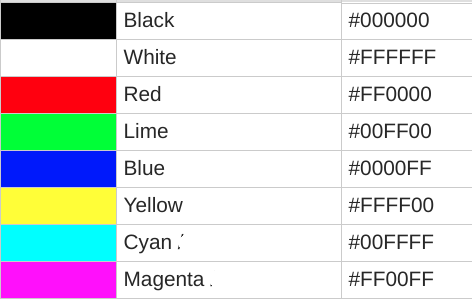 Black #000000
White #FFFFFF
Red #FF0000
Lime #00FF00
Blue #0000FF
Yellow #FFFF00
Cyan #00FFFF
Magenta #FF00FF